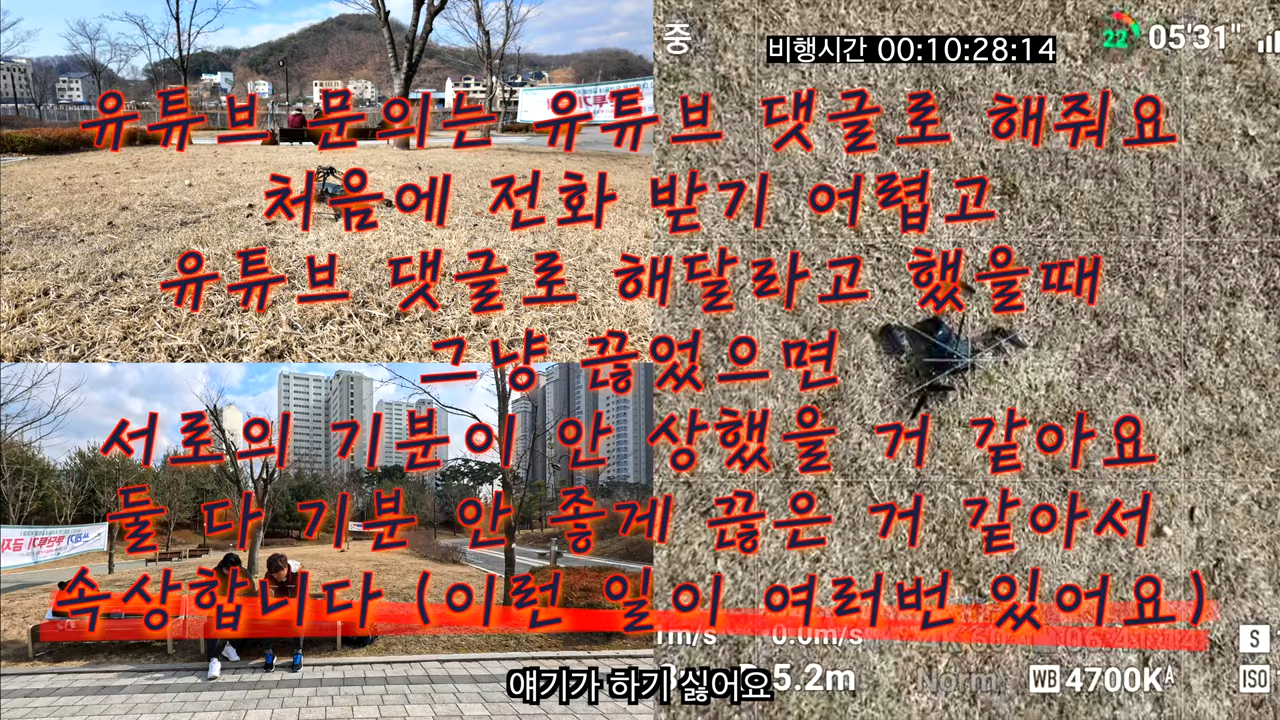 중
비행시간 00:10:28:14
22
05'31"
유튜브 문의는 유튜브 댓글로 해줘요
처음에 전화 받기 어렵고
유튜브 댓글로 해달라고 했을때
그냥 끊었으면
서로의 기분이 안 상했을 거 같아요
둘 다 기분 안 좋게 끊은 거 같아서
속상합니다 (이런 일이 여러번 있어요)
m/s 0.0m/s
S
5.2m
WB 4700K A
ISO
얘기가 하기 싫어요